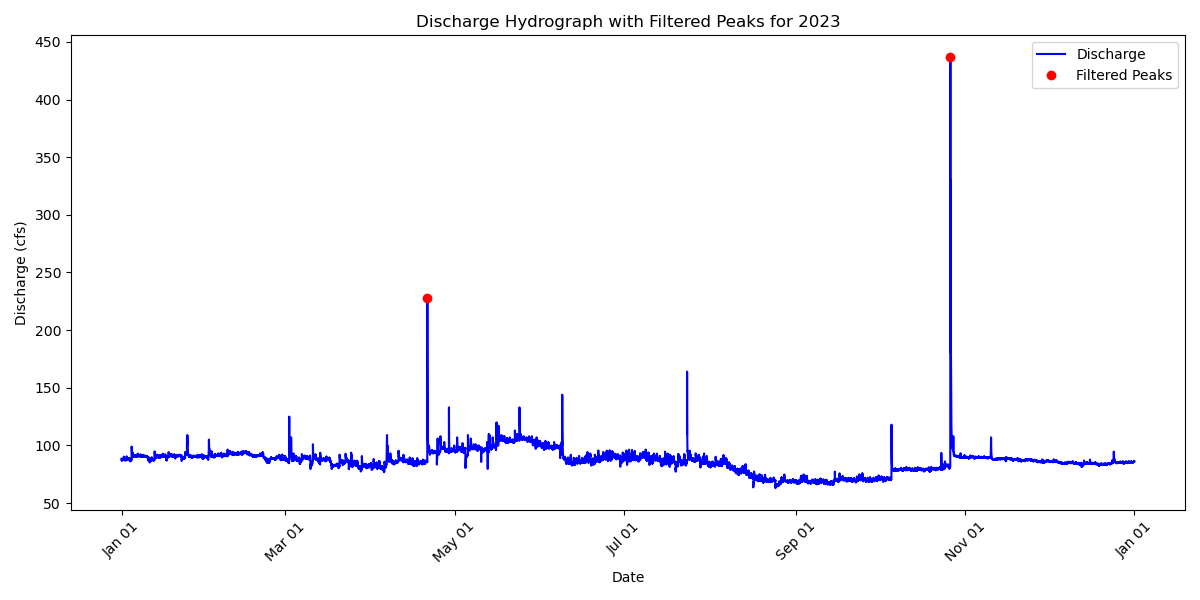 Discharge Hydrograph with Filtered Peaks for 2023
450
400
350
300
250
200
150
100
50
Discharge (cfs)
Discharge
Filtered Peaks
Jan 01
Mar 01
May 01
Jul 01
Sep 01
Nov 01
Jan 01
Date